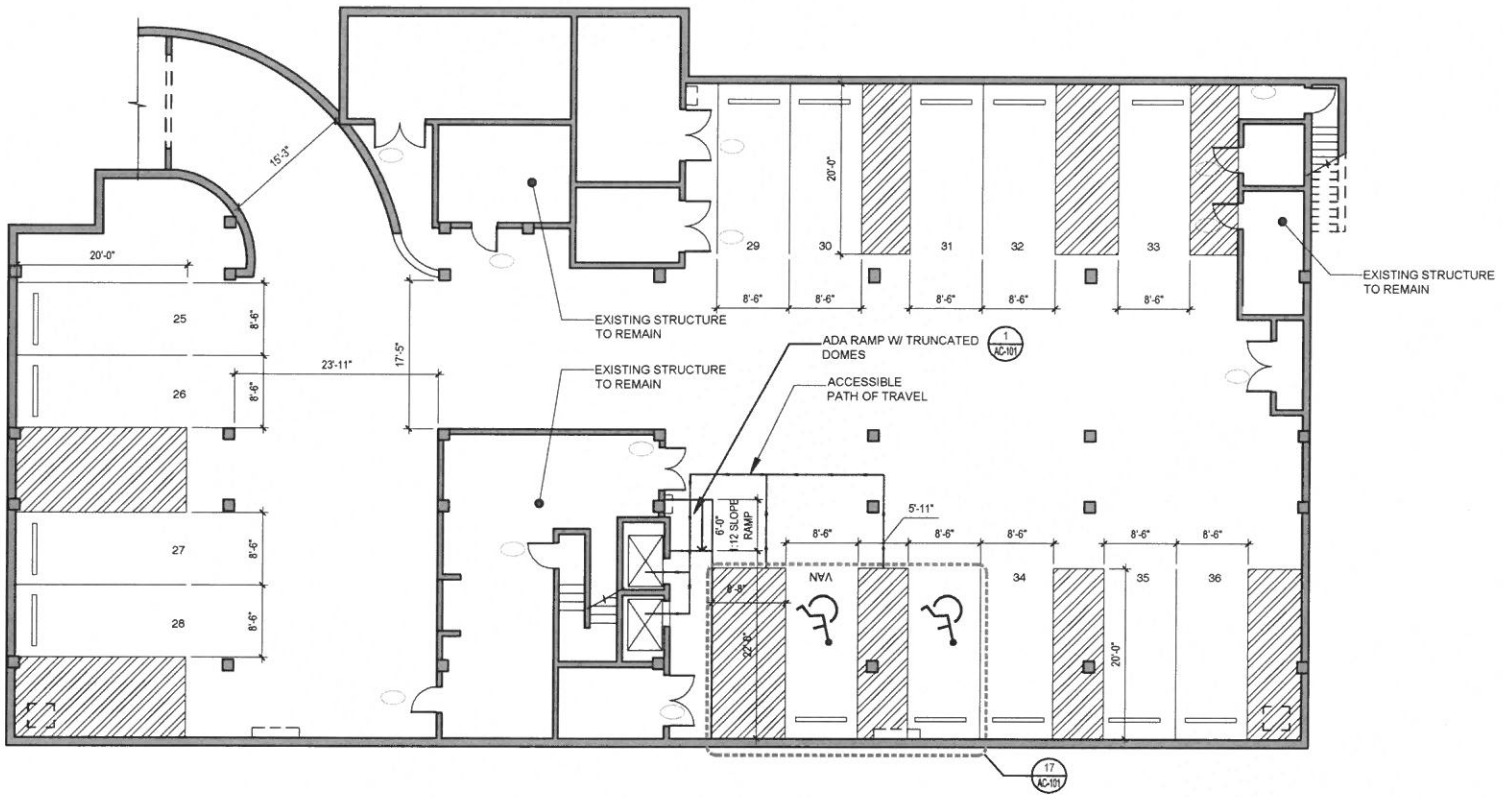 15'-3"
20'-0"
25
8'-6"
26
8'-6"
23'-11"
17'-5"
27
8'-6"
28
8'-6"
EXISTING STRUCTURE
TO REMAIN
EXISTING STRUCTURE
TO REMAIN
20'-0"
29
30
31
32
33
8'-6"
8'-6"
8'-6"
8'-6"
8'-6"
EXISTING STRUCTURE
TO REMAIN
ADA RAMP W/ TRUNCATED
DOMES
1
AC-101
ACCESSIBLE
PATH OF TRAVEL
6'-0"
1:12 SLOPE
RAMP
5'-11"
8'-6"
8'-6"
8'-6"
8'-6"
8'-6"
VAN
34
35
36
20'-0"
17
AC-101